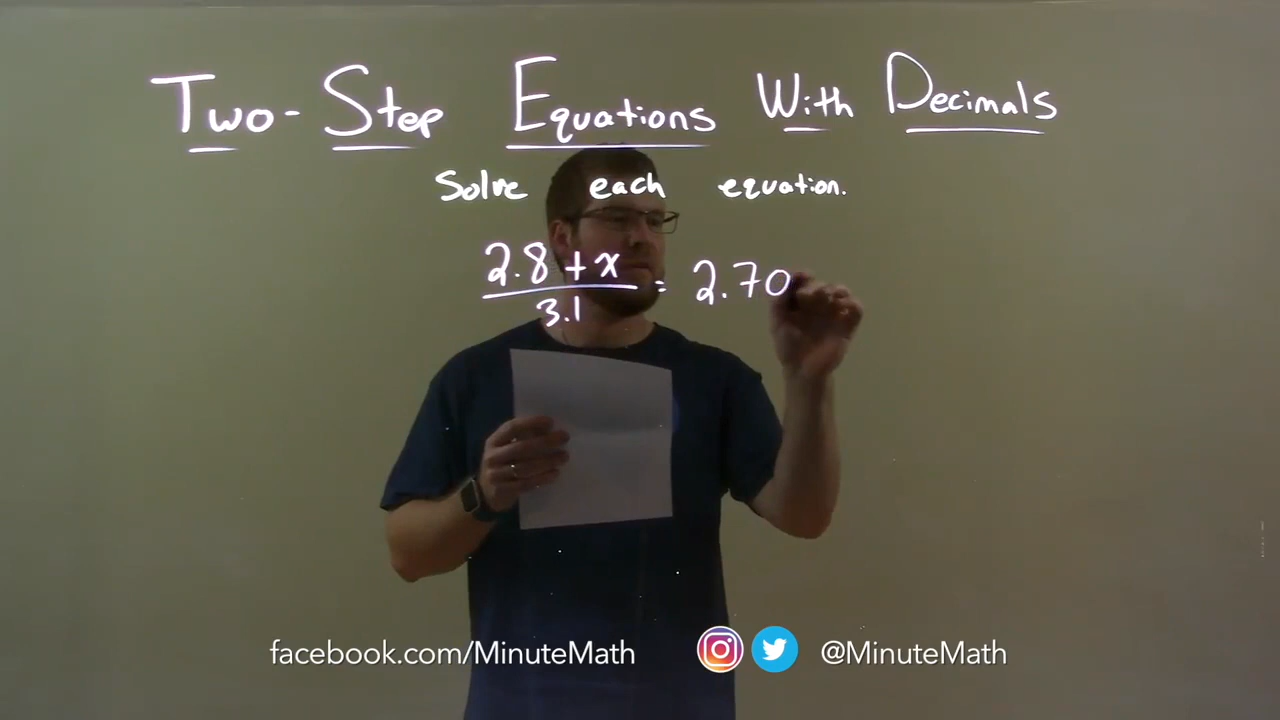 Two-Step Equations With Decimals
Solve each equation.
2.8 + x
3.1
= 2.70
facebook.com/MinuteMath
@MinuteMath